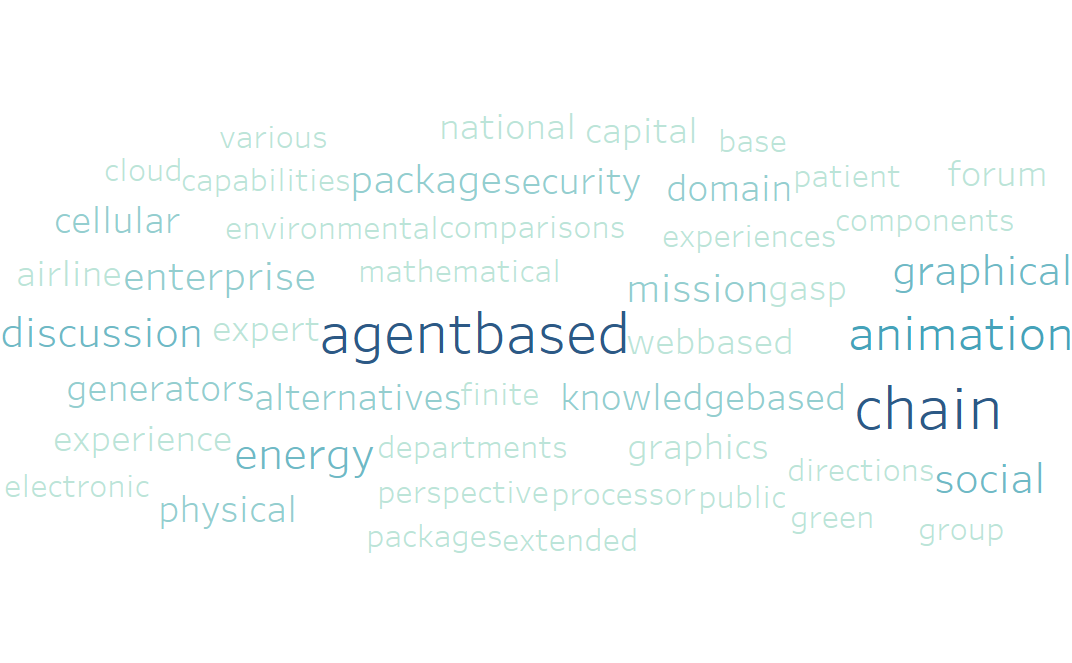 various national capital base
cloud capabilities package security domain patient forum
cellular environmental comparisons experiences components
airline enterprise mathematical mission gasp graphical
discussion expert agentbased webbased animation
generators alternatives finite knowledgebased chain
experience energy departments graphics directions social
electronic physical perspective processor public green
packages extended group